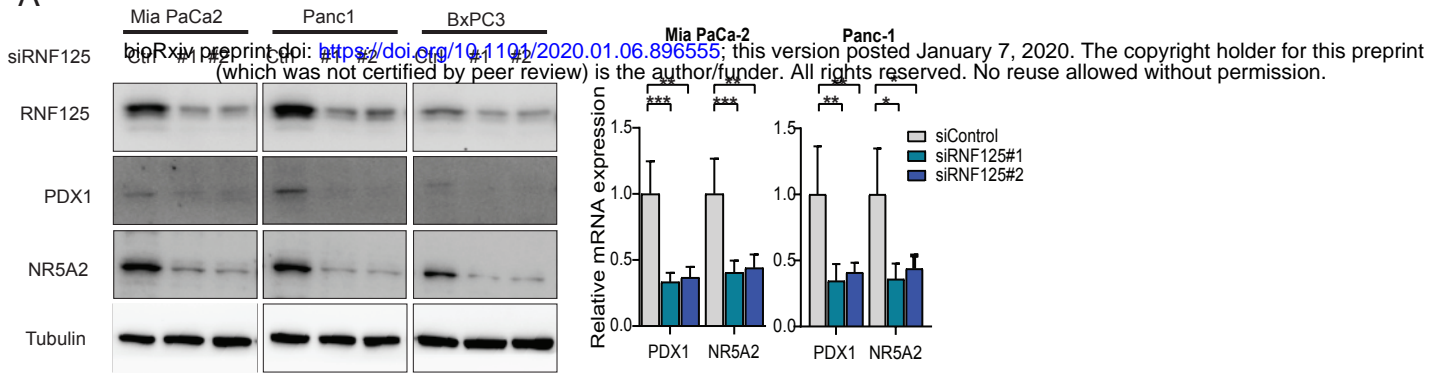 A
Mia PaCa2
Panc1
BxPC3
siRNF125
Ctrl #1 #2
Ctrl #1 #2
Ctrl #1 #2
bioRxiv preprint doi: https://doi.org/10.1101/2020.01.06.896555; this version posted January 7, 2020. The copyright holder for this preprint
(which was not certified by peer review) is the author/funder. All rights reserved. No reuse allowed without permission.
RNF125
PDX1
NR5A2
Tubulin
Mia PaCa-2
Panc-1
** ** ** *
*** *** ** *
Relative mRNA expression
1.5
1.0
0.5
0.0
PDX1 NR5A2
1.5
1.0
0.5
0.0
PDX1 NR5A2
siControl
siRNF125#1
siRNF125#2